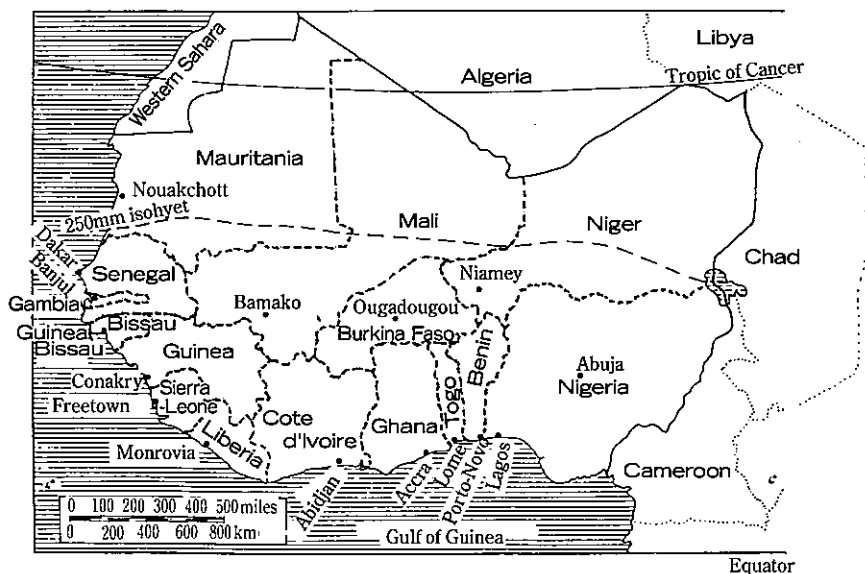 Libya
Tropic of Cancer
Algeria
Western Sahara
Mauritania
Nouakchott
250mm isohyet
Mali
Niger
Chad
Dakar
Banjul
Senegal
Gambia
Niamey
Bamako
Ougadougou
Burkina Faso
Bissau
Guinea
Bissau
Guinea
Benin
Togo
Abuja
Nigeria
Conakry
Sierra
Leone
Freetown
Cote
d'Ivoire
Ghana
Liberia
Monrovia
Cameroon
Abidian
Accra
Lome
Porto-Novo
Lagos
4°
0 100 200 300 400 500 miles
0 200 400 600 800 km
Gulf of Guinea
Equator